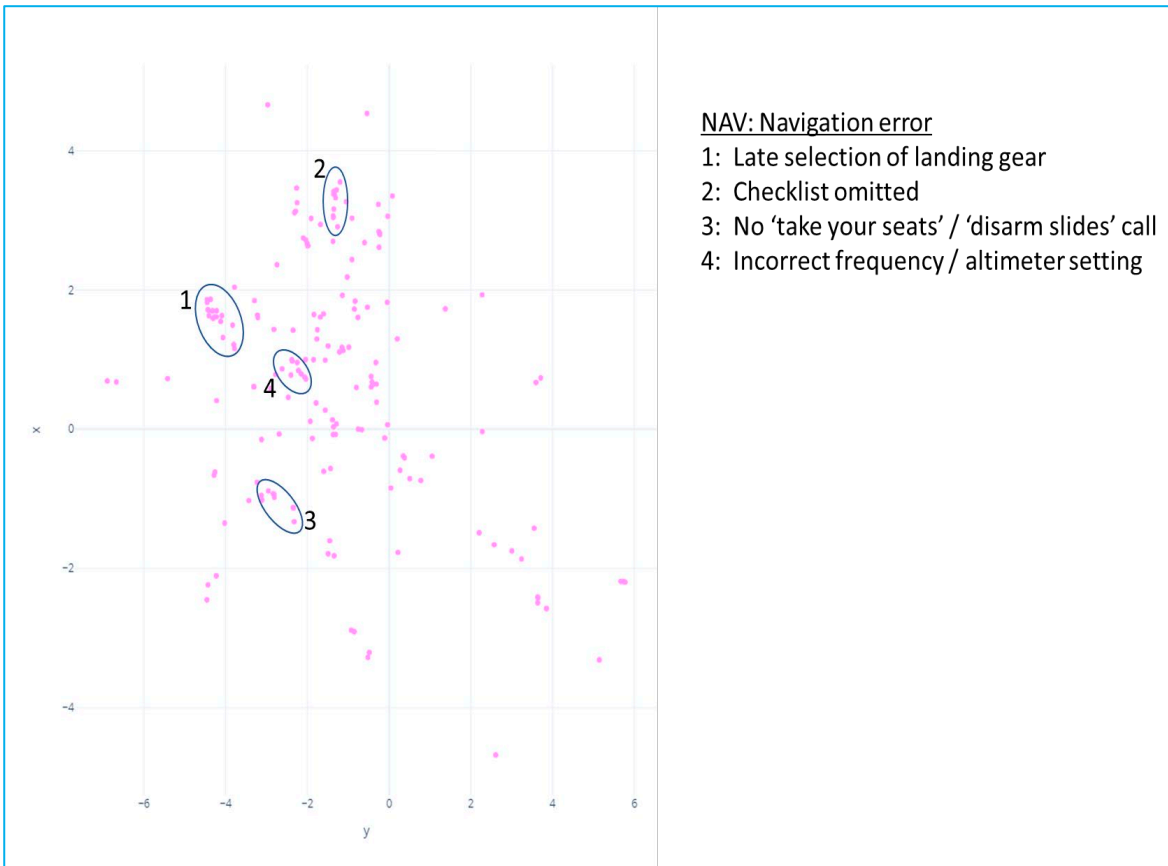 NAV: Navigation error
1: Late selection of landing gear
2: Checklist omitted
3: No ‘take your seats’ / ‘disarm slides’ call
4: Incorrect frequency / altimeter setting
4
2
0
−2
−4
x
2
1
4
3
−6 −4 −2 0 2 4 6
y